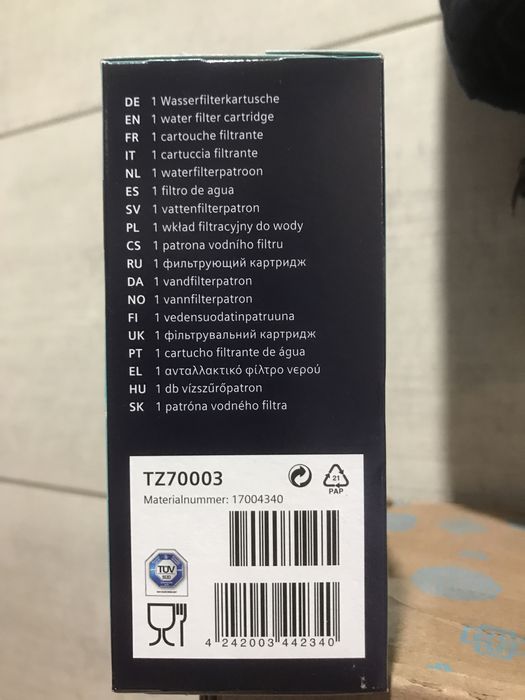 DE 1 Wasserfilterkartusche
EN 1 water filter cartridge
FR 1 cartouche filtrante
IT 1 cartuccia filtrante
NL 1 waterfilterpatroon
ES 1 filtro de agua
SV 1 vattenfilterpatron
PL 1 wkład filtracyjny do wody
CS 1 patrona vodního filtru
RU 1 фильтрующий картридж
DA 1 vandfilterpatron
NO 1 vannfilterpatron
FI 1 vedensuodatinpatruuna
UK 1 фільтрувальний картридж
PT 1 cartucho filtrante de água
EL 1 ανταλλακτικό φίλτρο νερού
HU 1 db vízszűrőpatron
SK 1 patróna vodného filtra
TZ70003
21
PAP
Materialnummer: 17004340
TÜV
SÜD
4 242003 442340